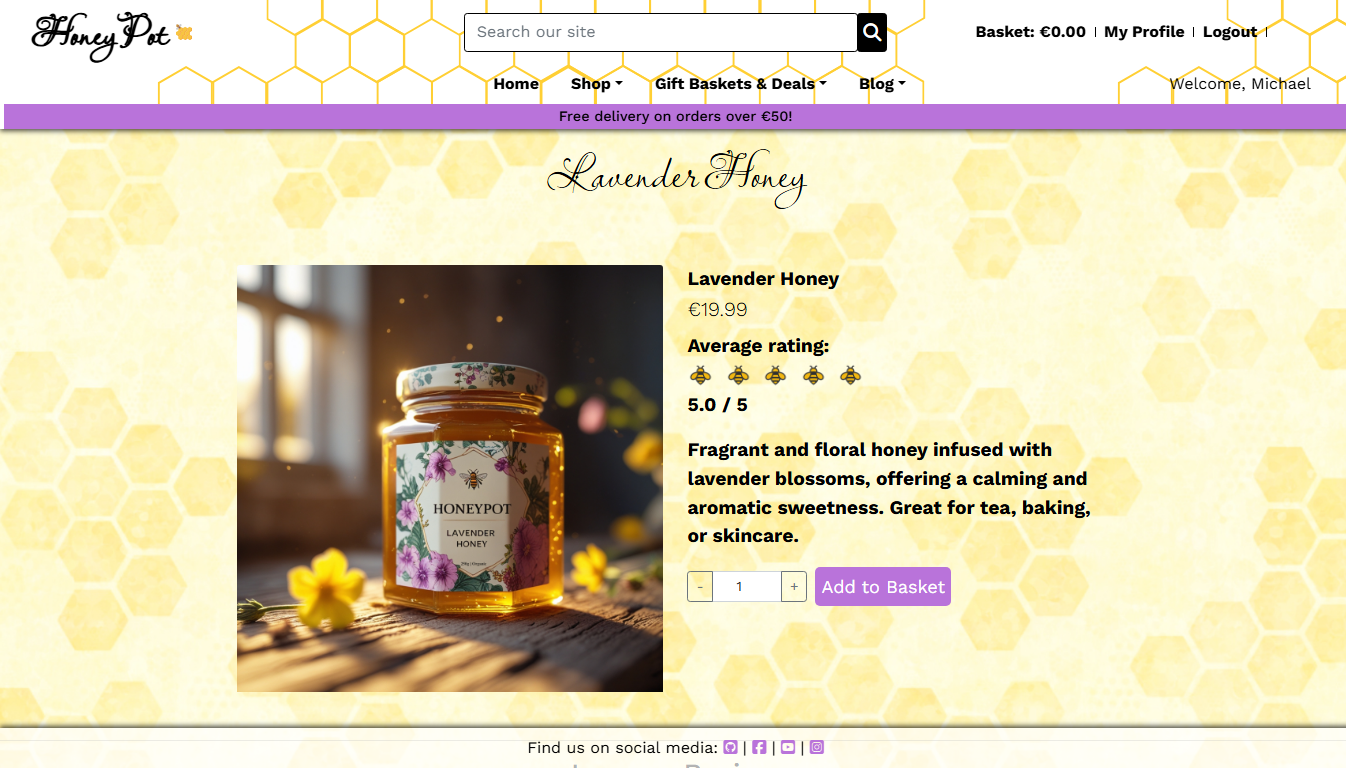 Honey Pot
Search our site
Basket: €0.00 | My Profile | Logout |
Home Shop Gift Baskets & Deals Blog
Welcome, Michael
Free delivery on orders over €50!
Lavender Honey
HONEYPOT
LAVENDER
HONEY
Lavender Honey
€19.99
Average rating:
5.0 / 5
Fragrant and floral honey infused with
lavender blossoms, offering a calming and
aromatic sweetness. Great for tea, baking,
or skincare.
- 1 + Add to Basket
Find us on social media: | | |